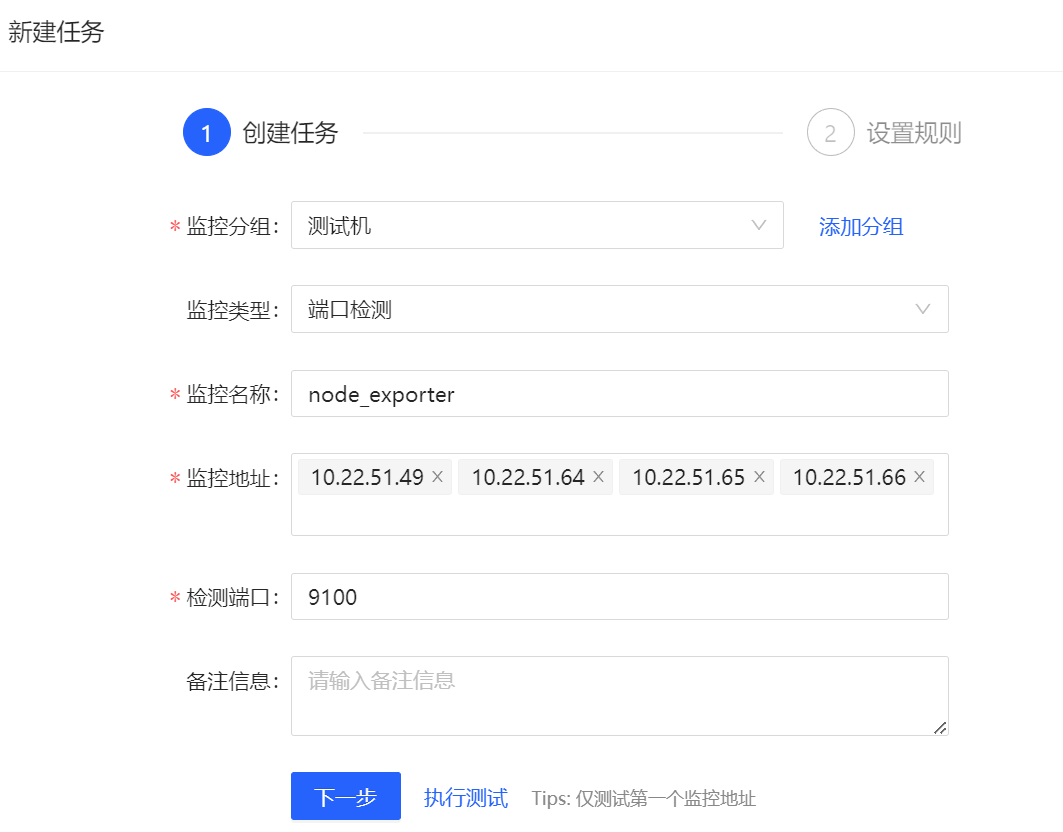 新建任务
1 创建任务 2 设置规则
* 监控分组: 测试机 添加分组
监控类型: 端口检测
* 监控名称: node_exporter
* 监控地址: 10.22.51.49 × 10.22.51.64 × 10.22.51.65 × 10.22.51.66 ×
* 检测端口: 9100
备注信息: 请输入备注信息
下一步 执行测试 Tips: 仅测试第一个监控地址